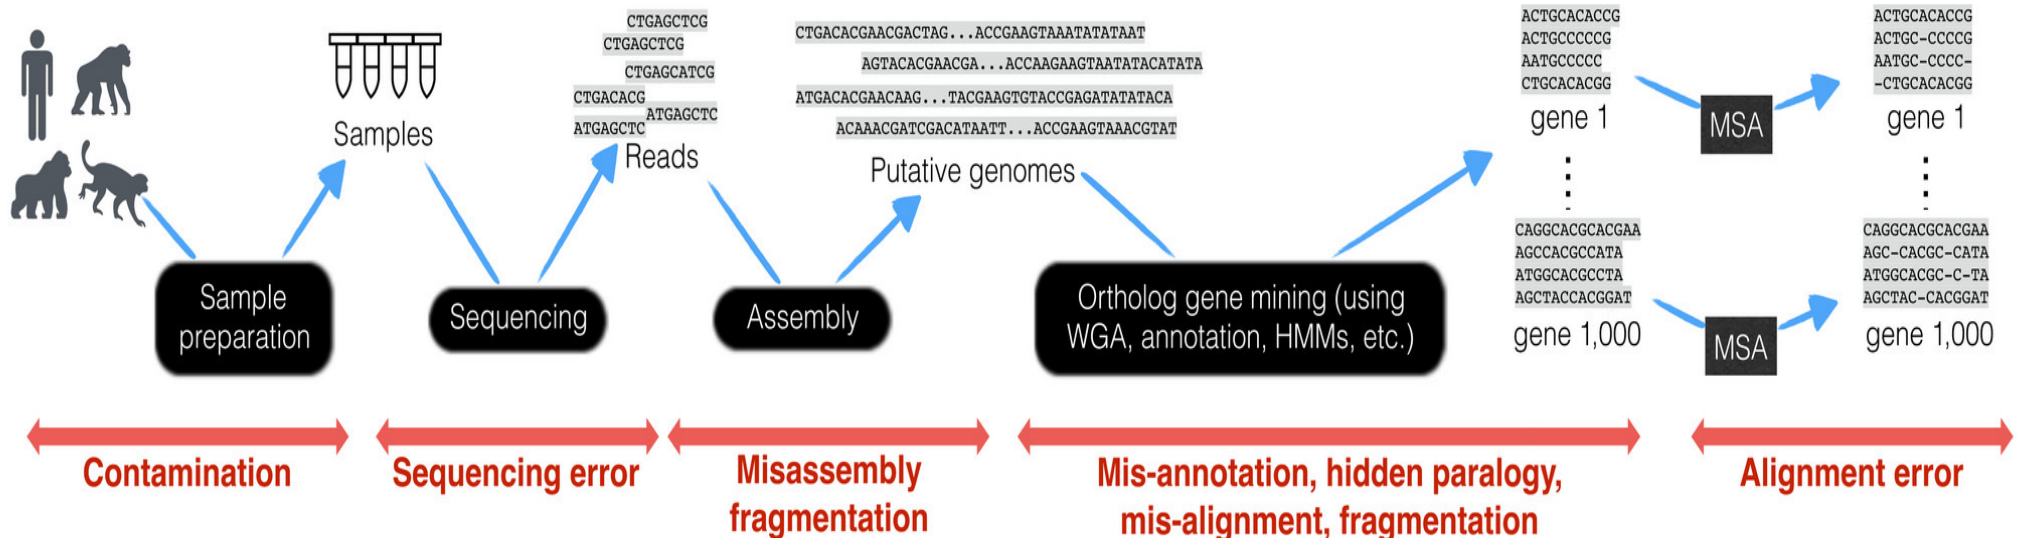 CTGAGCTCG
CTGAGCTCG
CTGAGCATCG
CTGACACG
ATGAGCTC
ATGAGCTC
Reads
Samples
CTGACACGAACGACTAG...ACCGAAGTAAATATATAAT
AGTACACGAACGA...ACCAAGAAGTAATATACATATA
ATGACACGAACAAG...TACGAAGTGTACCGAGATATATACA
ACAAACGATCGACATAATT...ACCGAAGTAAACGTAT
Putative genomes
ACTGCACACCG
ACTGCCCCCG
AATGCCCCC
CTGCACACGG
gene 1
MSA
ACTGCACACCG
ACTGC-CCCCG
AATGC-CCCC-
-CTGCACACGG
gene 1
CAGGCACGCACGAA
AGCCACGCCATA
ATGGCACGCCTA
AGCTACCACGGAT
gene 1,000
MSA
CAGGCACGCACGAA
AGC-CACGC-CATA
ATGGCACGC-C-TA
AGCTAC-CACGGAT
gene 1,000
Sample
preparation
Sequencing
Assembly
Ortholog gene mining (using
WGA, annotation, HMMs, etc.)
Contamination
Sequencing error
Misassembly
fragmentation
Mis-annotation, hidden paralogy,
mis-alignment, fragmentation
Alignment error